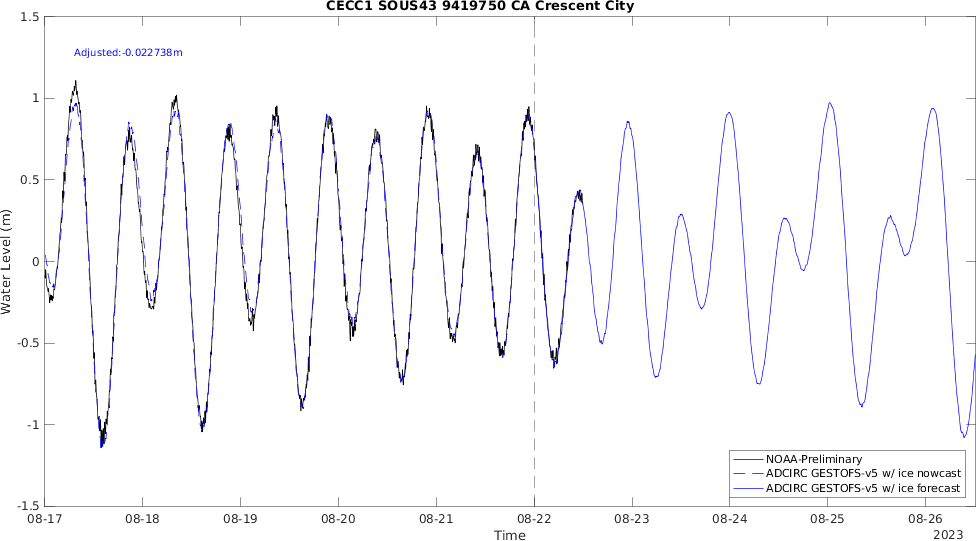 CECC1 SOUS43 9419750 CA Crescent City
Adjusted:-0.022738m
Water Level (m)
1.5
1
0.5
0
-0.5
-1
-1.5
NOAA-Preliminary
ADCIRC GESTOFS-v5 w/ ice nowcast
ADCIRC GESTOFS-v5 w/ ice forecast
08-17 08-18 08-19 08-20 08-21 08-22 08-23 08-24 08-25 08-26
Time
2023